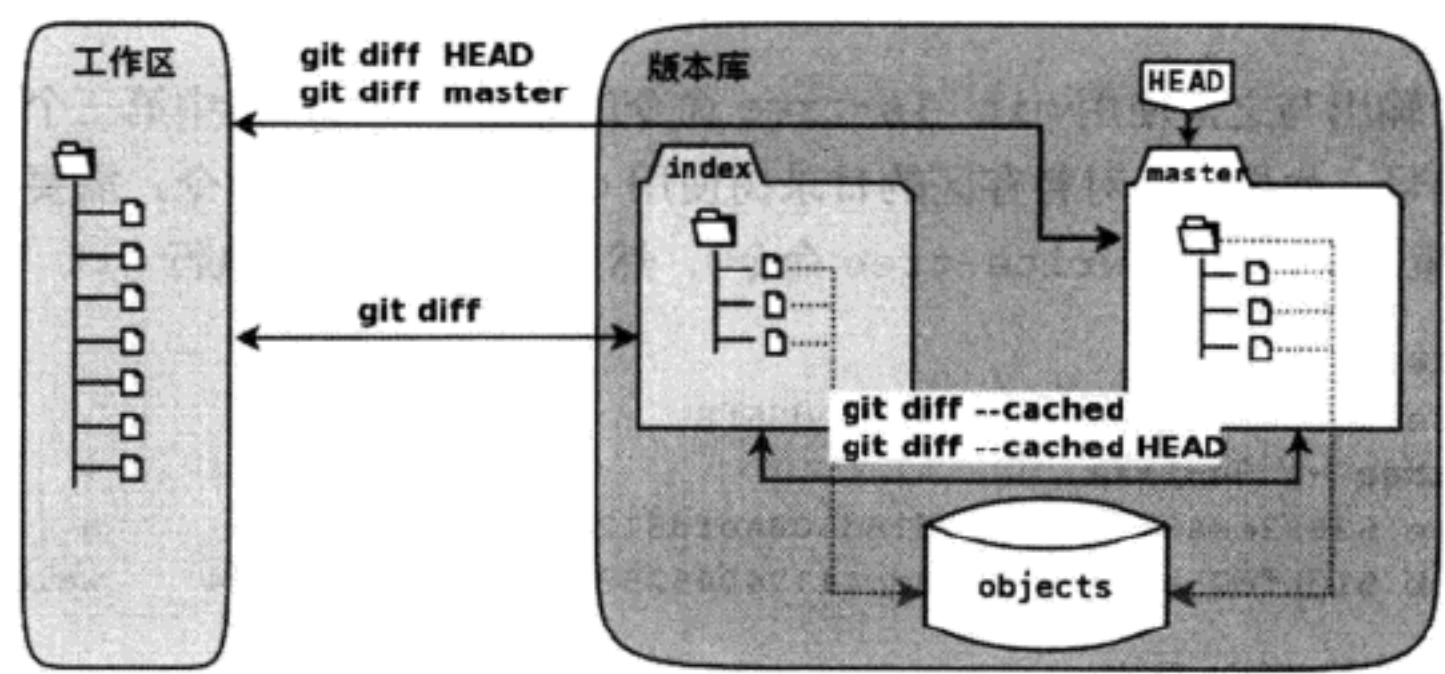 工作区
git diff HEAD
git diff master
版本库
HEAD
index
master
git diff
git diff --cached
git diff --cached HEAD
objects